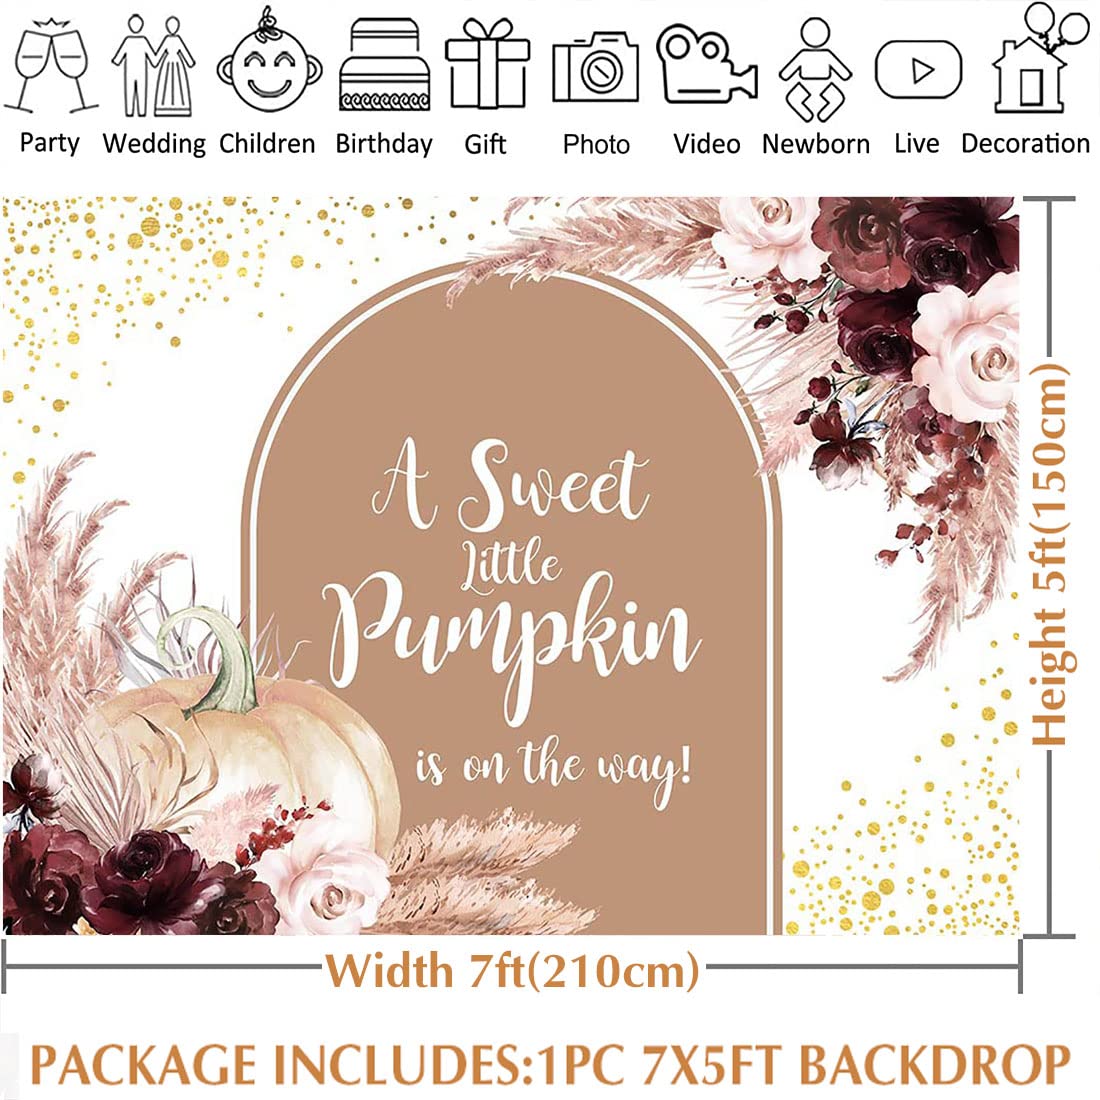 Party Wedding Children Birthday Gift Photo Video Newborn Live Decoration
A Sweet
Little
Pumpkin
is on the way!
Height 5ft(150cm)
Width 7ft(210cm)
PACKAGE INCLUDES:1PC 7X5FT BACKDROP